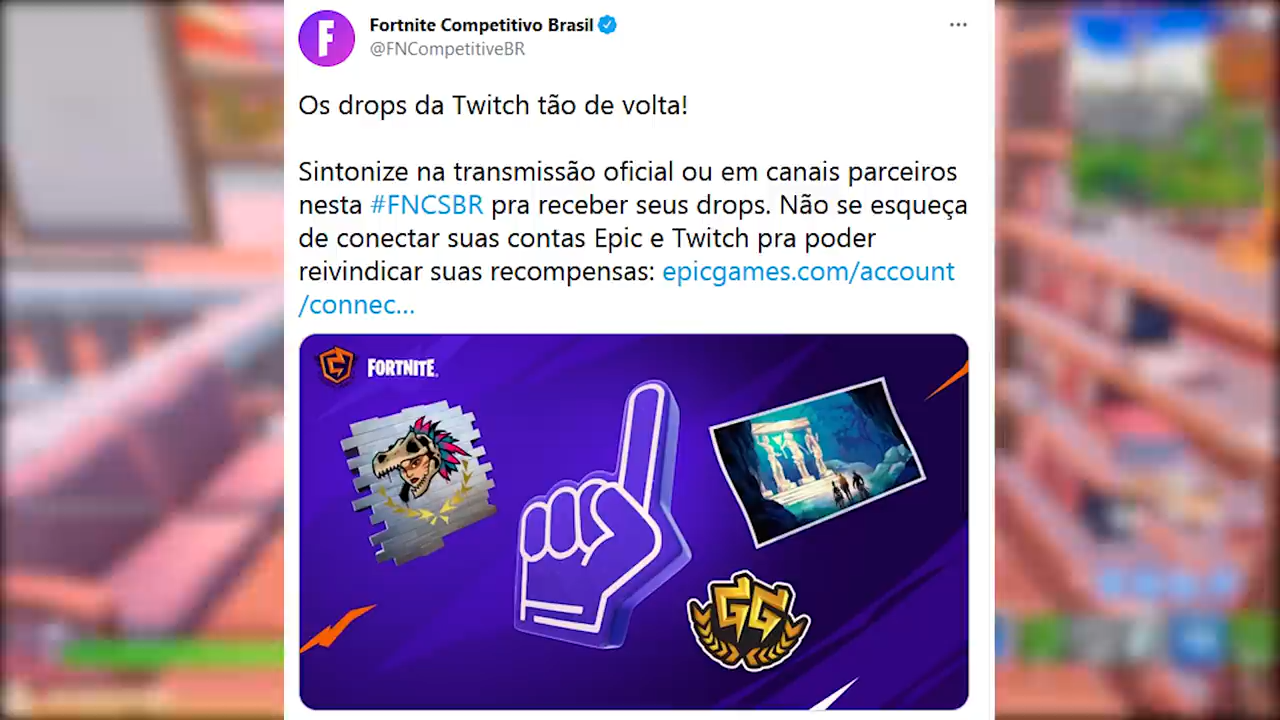 Fortnite Competitivo Brasil
@FNCompetitiveBR
Os drops da Twitch tão de volta!
Sintonize na transmissão oficial ou em canais parceiros
nesta #FNCSBR pra receber seus drops. Não se esqueça
de conectar suas contas Epic e Twitch pra poder
reivindicar suas recompensas: epicgames.com/account
/connec...
FORTNITE
GG